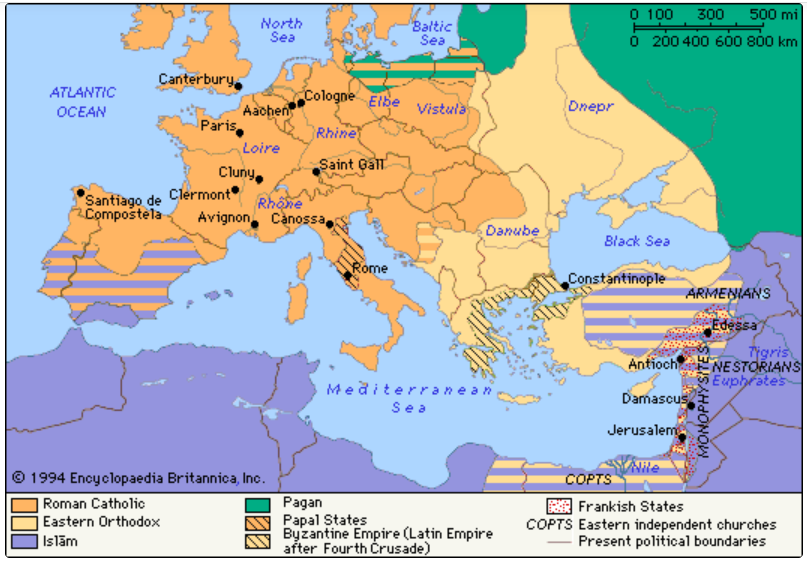 North
Sea
Baltic
Sea
0 100 300 500 mi
0 200 400 600 800 km
ATLANTIC
OCEAN
Canterbury
Cologne
Aachen
Elbe
Vistula
Dnepr
Paris
Rhine
Loire
Saint Gall
Cluny
Clermont
Santiago de
Compostela
Rhône
Avignon
Canossa
Danube
Black Sea
Rome
Constantinople
ARMENIANS
Edessa
Tigris
Antioch
NESTORIANS
Euphrates
MONOPHYSITES
Mediterranean
Sea
Damascus
Jerusalem
Nile
COPTS
© 1994 Encyclopaedia Britannica, Inc.
Roman Catholic
Eastern Orthodox
Islām
Pagan
Papal States
Byzantine Empire (Latin Empire
after Fourth Crusade)
Frankish States
COPTS Eastern independent churches
Present political boundaries